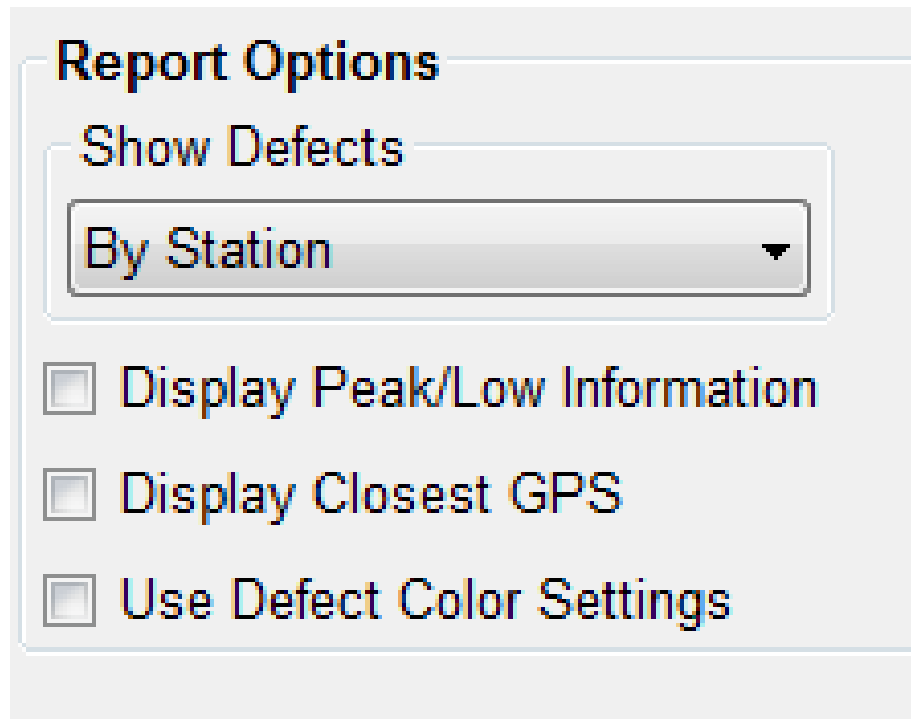 Report Options
Show Defects
By Station
Display Peak/Low Information
Display Closest GPS
Use Defect Color Settings